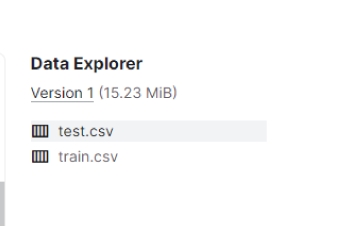 Data Explorer
Version 1 (15.23 MiB)
test.csv
train.csv